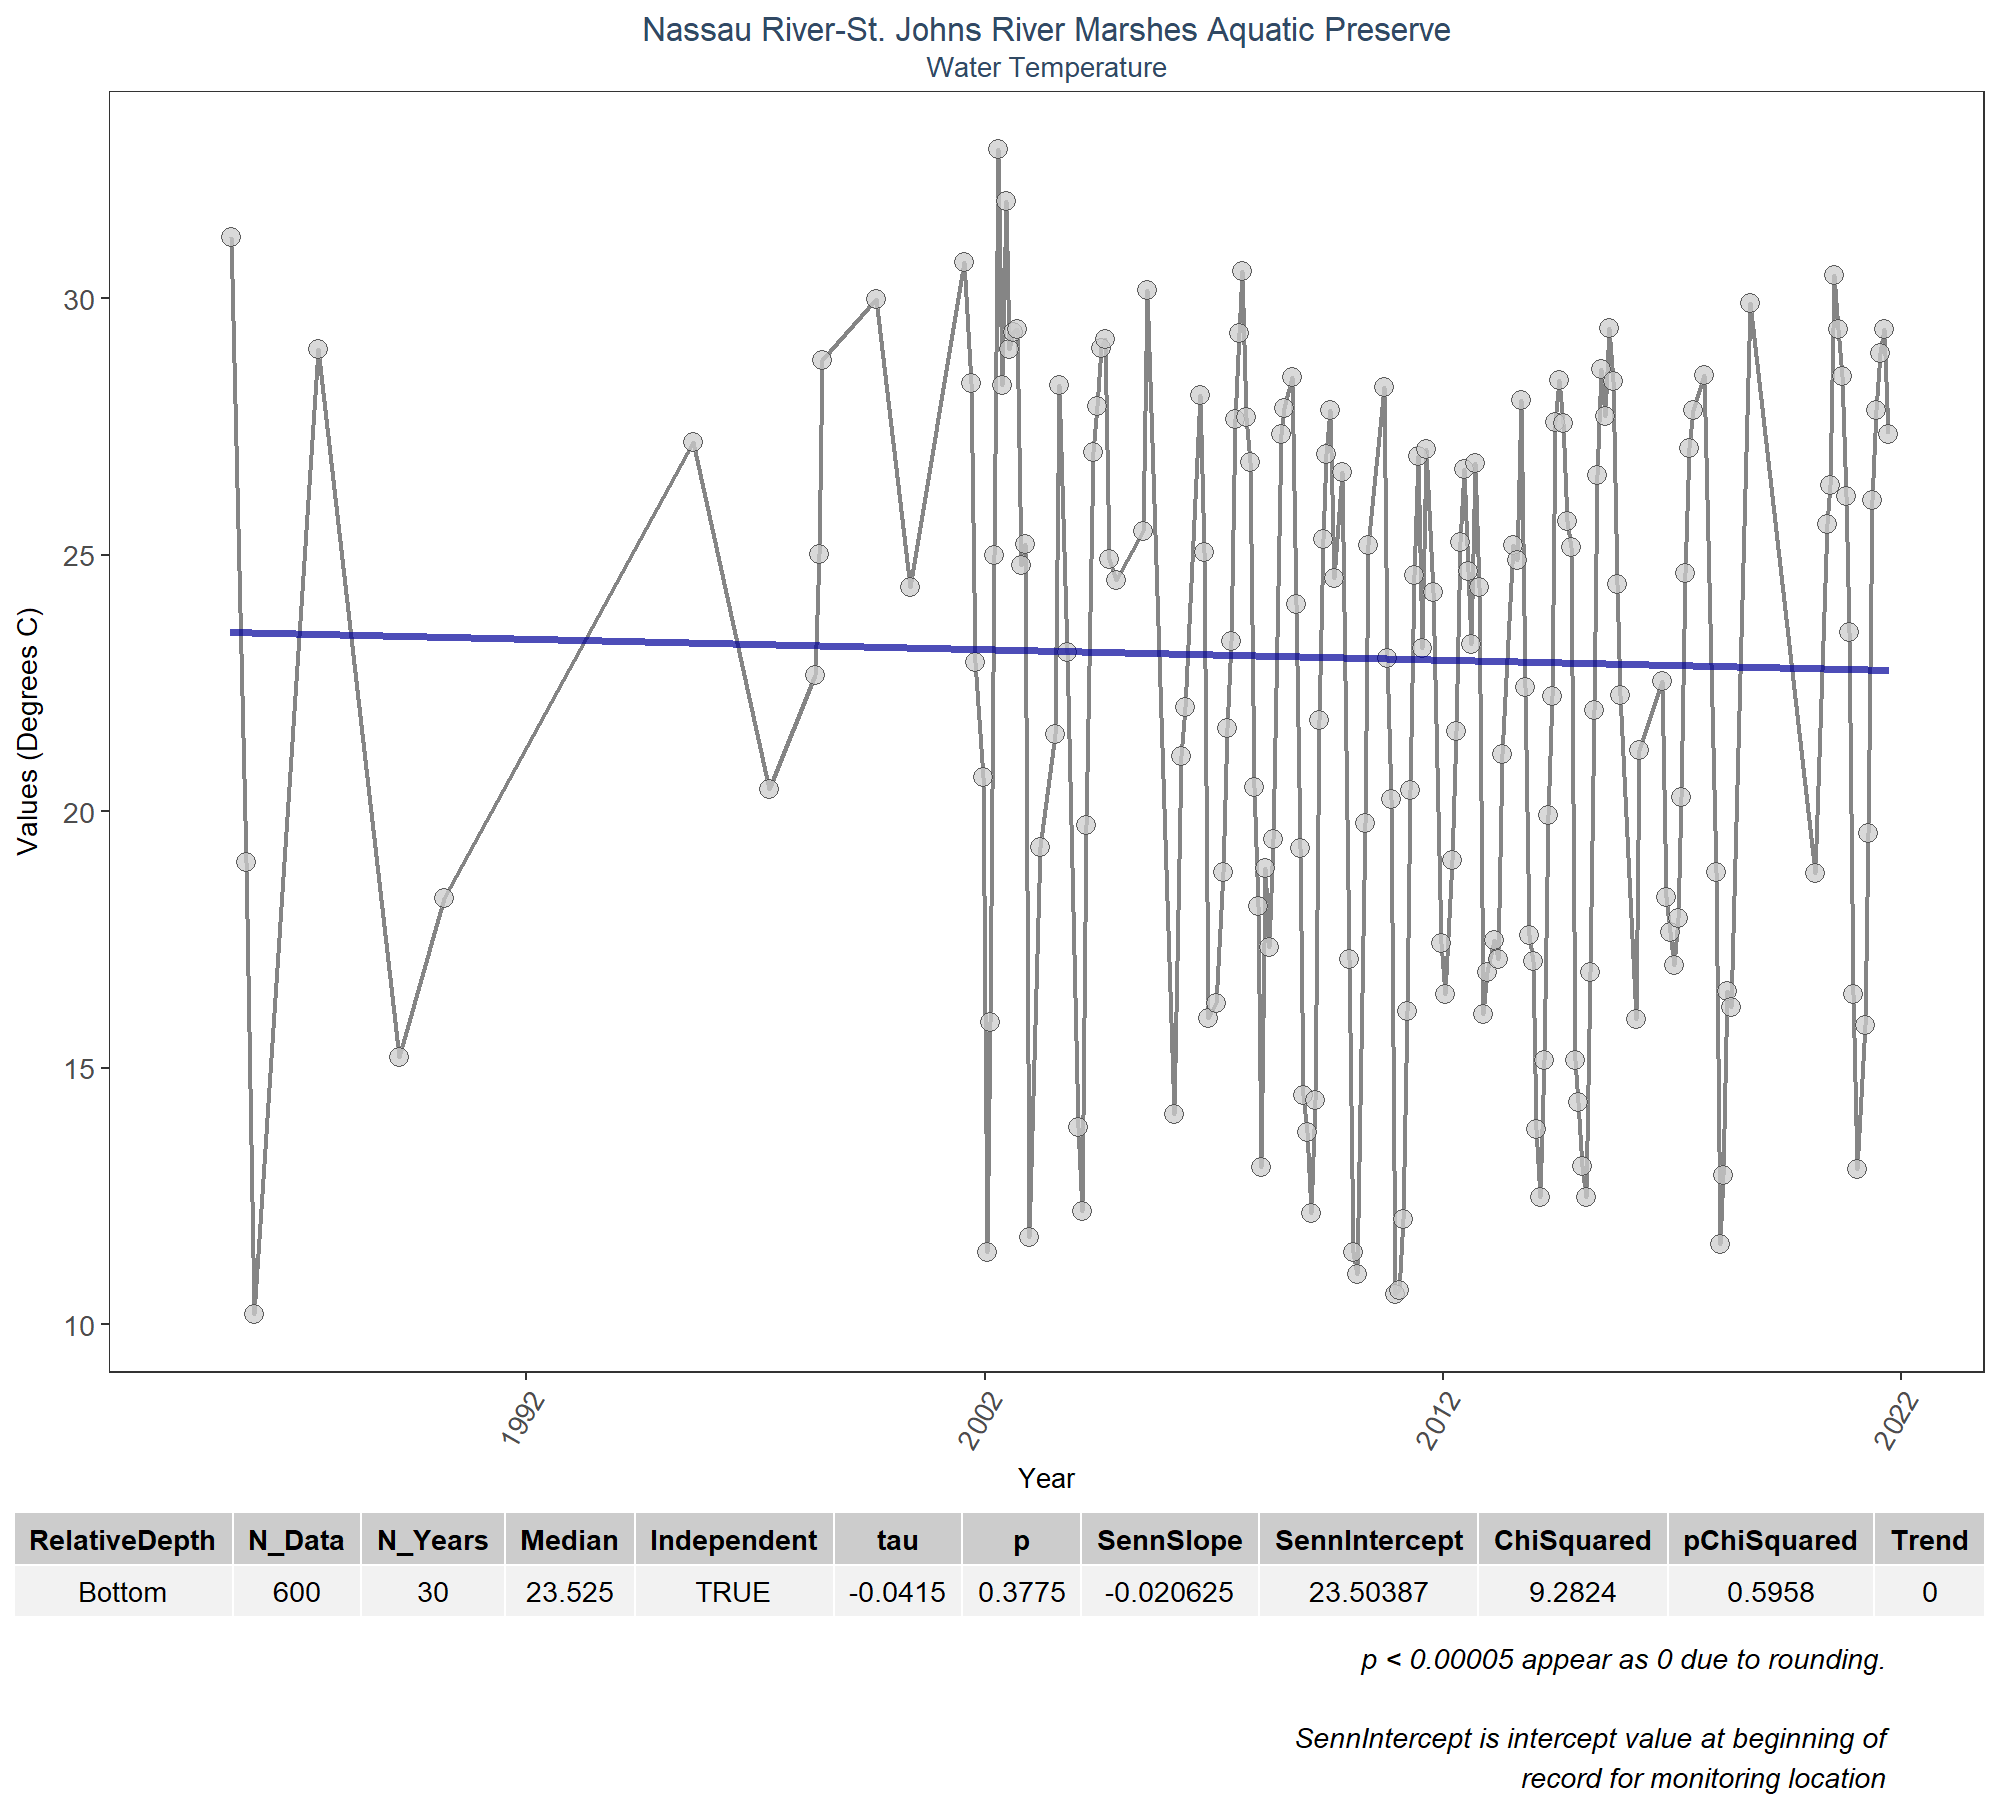 Nassau River-St. Johns River Marshes Aquatic Preserve
Water Temperature
Values (Degrees C)
30
25
20
15
10
1992
2002
2012
2022
Year
RelativeDepth N_Data N_Years Median Independent tau p SennSlope SennIntercept ChiSquared pChiSquared Trend
Bottom 600 30 23.525 TRUE -0.0415 0.3775 -0.020625 23.50387 9.2824 0.5958 0
p < 0.00005 appear as 0 due to rounding.
SennIntercept is intercept value at beginning of
record for monitoring location